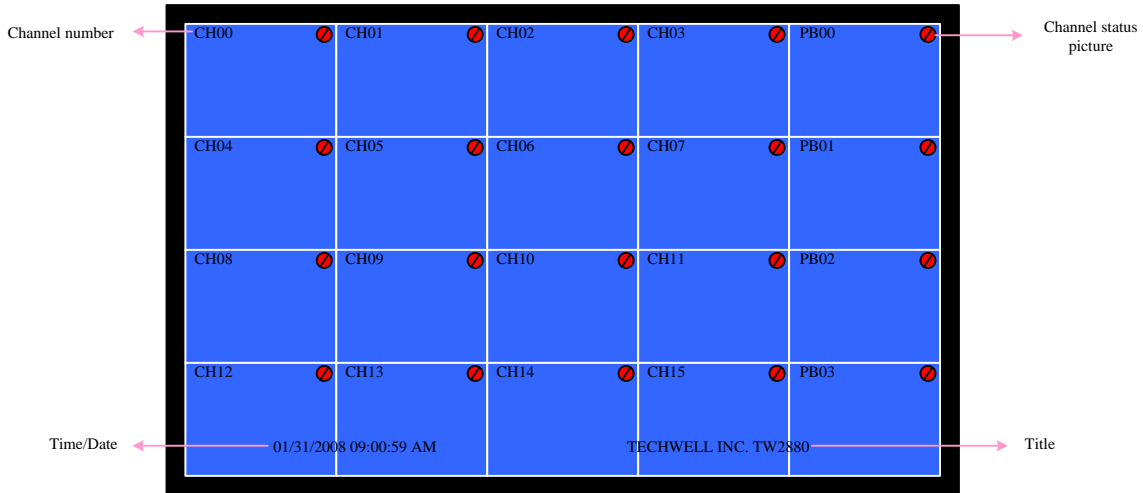 Channel number
CH00 CH01 CH02 CH03 PB00
Channel status
picture
CH04 CH05 CH06 CH07 PB01
CH08 CH09 CH10 CH11 PB02
CH12 CH13 CH14 CH15 PB03
Time/Date
01/31/2008 09:00:59 AM
TECHWELL INC. TW2880
Title